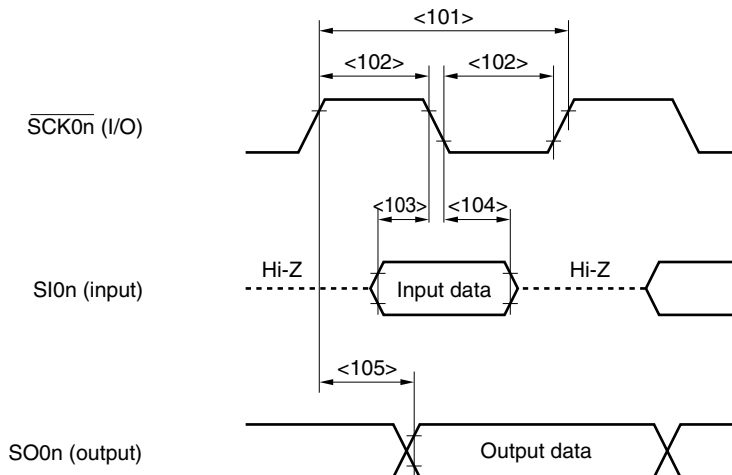 <101>
<102> <102>
SCK0n (I/O)
<103> <104>
Hi-Z Hi-Z
SI0n (input) Input data
<105>
SO0n (output) Output data